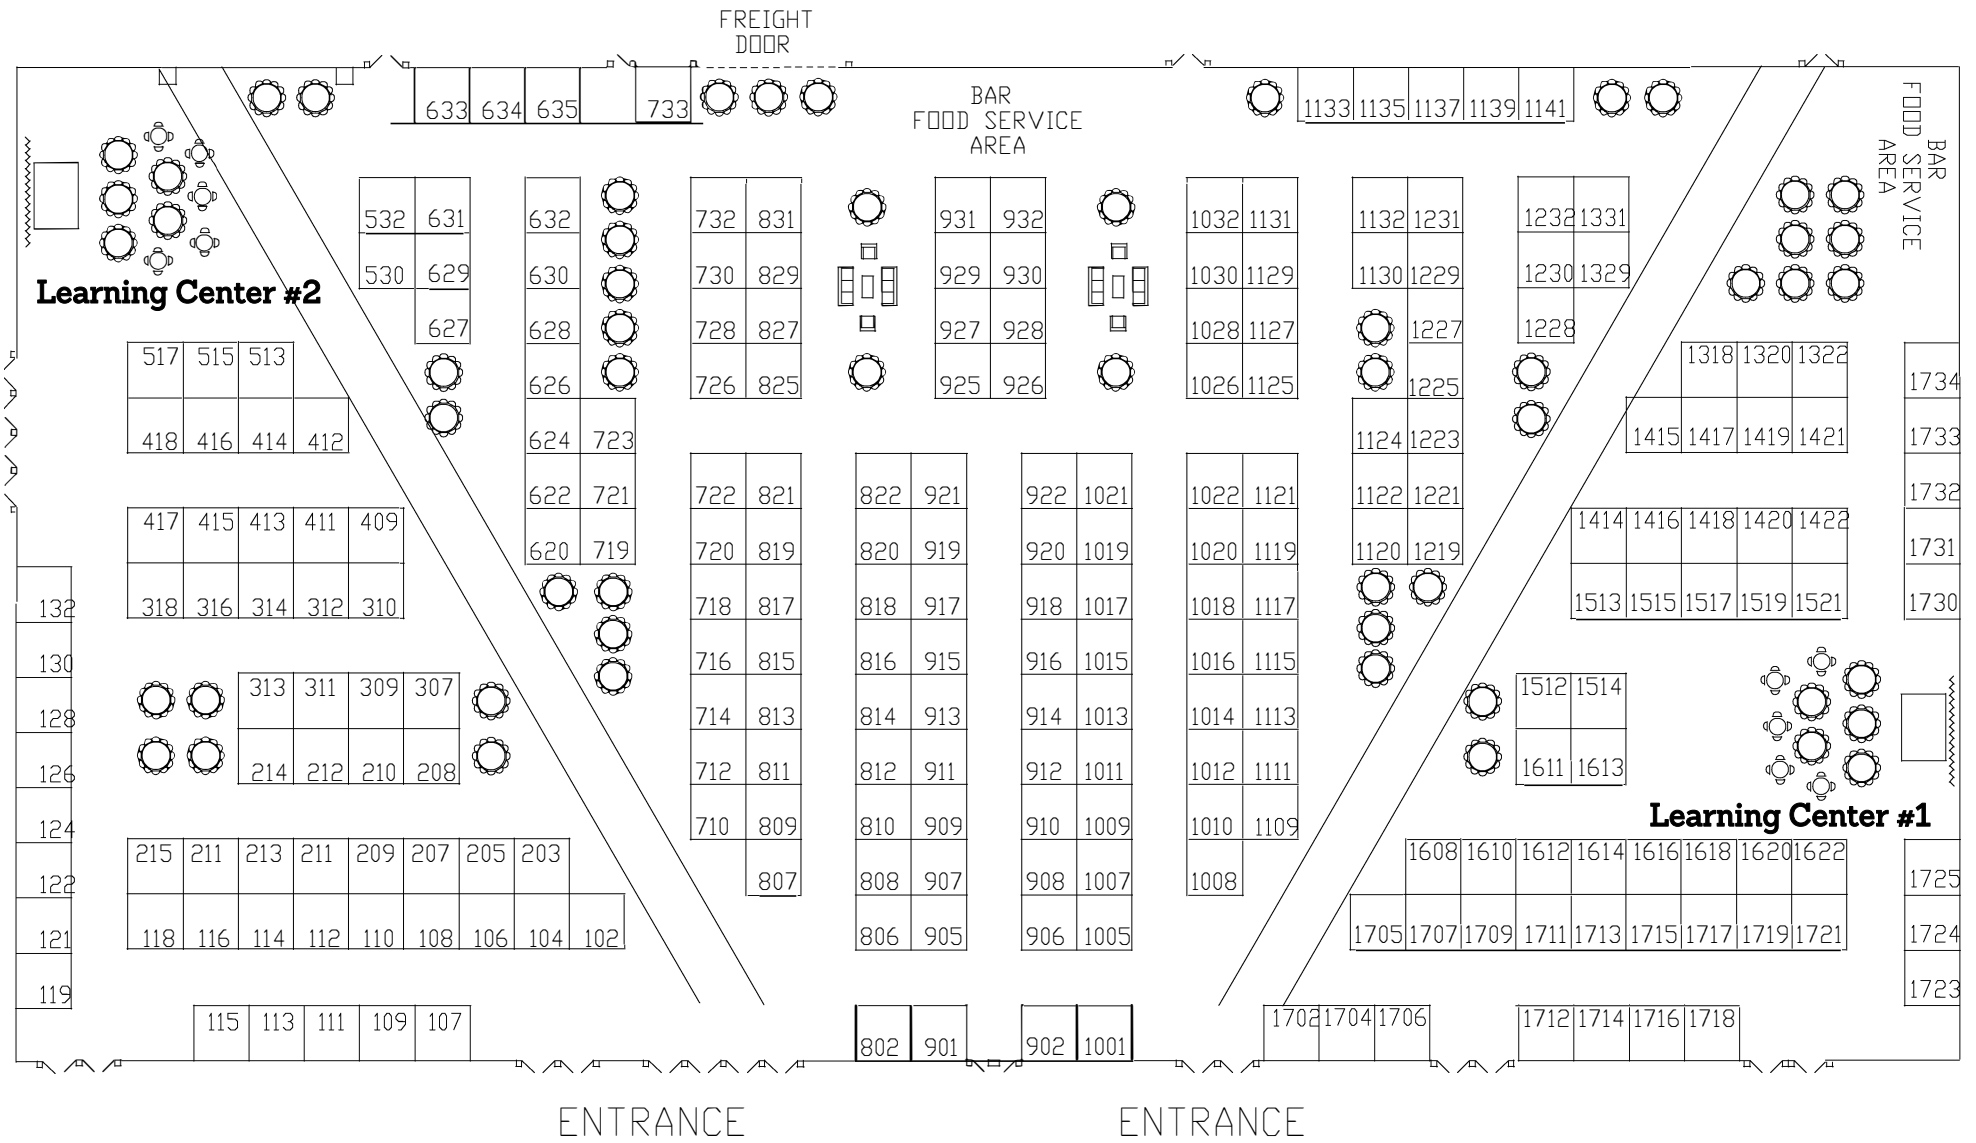 FREIGHT
DOOR
633 634 635 733
BAR
FOOD SERVICE
AREA
1133 1135 1137 1139 1141
BAR
FOOD SERVICE
AREA
532 631 632 732 831 931 932 1032 1131 1132 1231 1232 1331
530 629 630 730 829 929 930 1030 1129 1130 1229 1230 1329
Learning Center #2
627 628 728 827 927 928 1028 1127 1227 1228
517 515 513 1318 1320 1322
626 726 825 925 926 1026 1125 1225 1734
418 416 414 412 624 723 1124 1223 1415 1417 1419 1421 1733
622 721 722 821 822 921 922 1021 1022 1121 1122 1221 1732
417 415 413 411 409 1414 1416 1418 1420 1422
620 719 720 819 820 919 920 1019 1020 1119 1120 1219 1731
132 318 316 314 312 310 718 817 818 917 918 1017 1018 1117 1513 1515 1517 1519 1521 1730
130 716 815 816 915 916 1015 1016 1115
313 311 309 307 1512 1514
128 714 813 814 913 914 1013 1014 1113
126 214 212 210 208 712 811 812 911 912 1011 1012 1111 1611 1613
Learning Center #1
124 710 809 810 909 910 1009 1010 1109
215 211 213 211 209 207 205 203 1608 1610 1612 1614 1616 1618 1620 1622
122 807 808 907 908 1007 1008 1725
121 118 116 114 112 110 108 106 104 102 806 905 906 1005 1705 1707 1709 1711 1713 1715 1717 1719 1721 1724
119 1723
115 113 111 109 107 1702 1704 1706 1712 1714 1716 1718
802 901 902 1001
ENTRANCE ENTRANCE